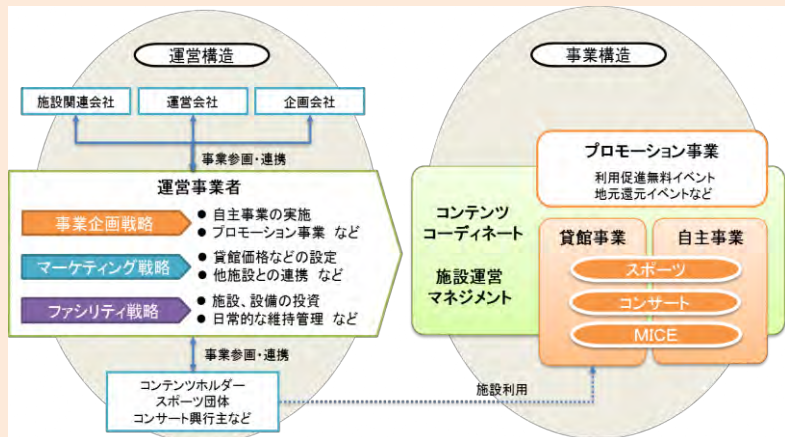 運営構造
施設関連会社
運営会社
企画会社
事業参画・連携
運営事業者
事業企画戦略
● 自主事業の実施
● プロモーション事業 など
マーケティング戦略
● 貸館価格などの設定
● 他施設との連携 など
ファシリティ戦略
● 施設、設備の投資
● 日常的な維持管理 など
事業参画・連携
コンテンツホルダー
スポーツ団体
コンサート興行主など
施設利用
事業構造
プロモーション事業
利用促進無料イベント
地元還元イベントなど
コンテンツ
コーディネート
施設運営
マネジメント
貸館事業
自主事業
スポーツ
コンサート
MICE